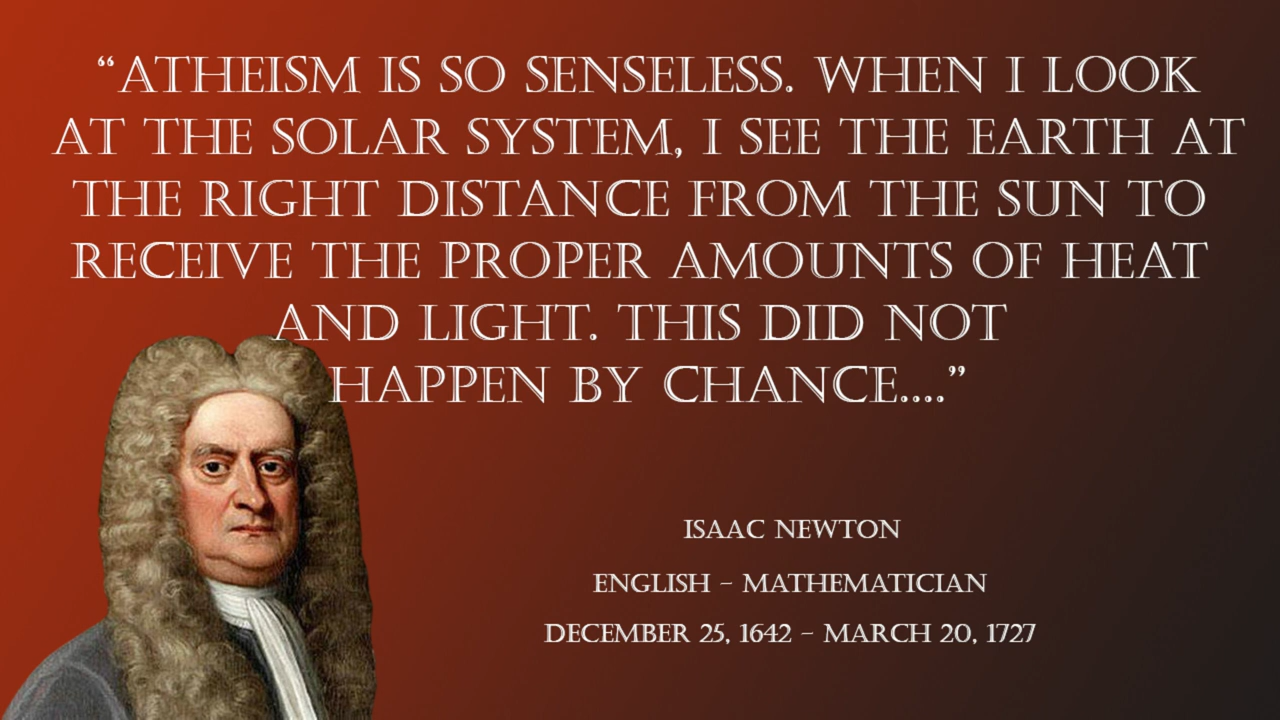 “ATHEISM IS SO SENSELESS. WHEN I LOOK
AT THE SOLAR SYSTEM, I SEE THE EARTH AT
THE RIGHT DISTANCE FROM THE SUN TO
RECEIVE THE PROPER AMOUNTS OF HEAT
AND LIGHT. THIS DID NOT
HAPPEN BY CHANCE....”
ISAAC NEWTON
ENGLISH – MATHEMATICIAN
DECEMBER 25, 1642 – MARCH 20, 1727